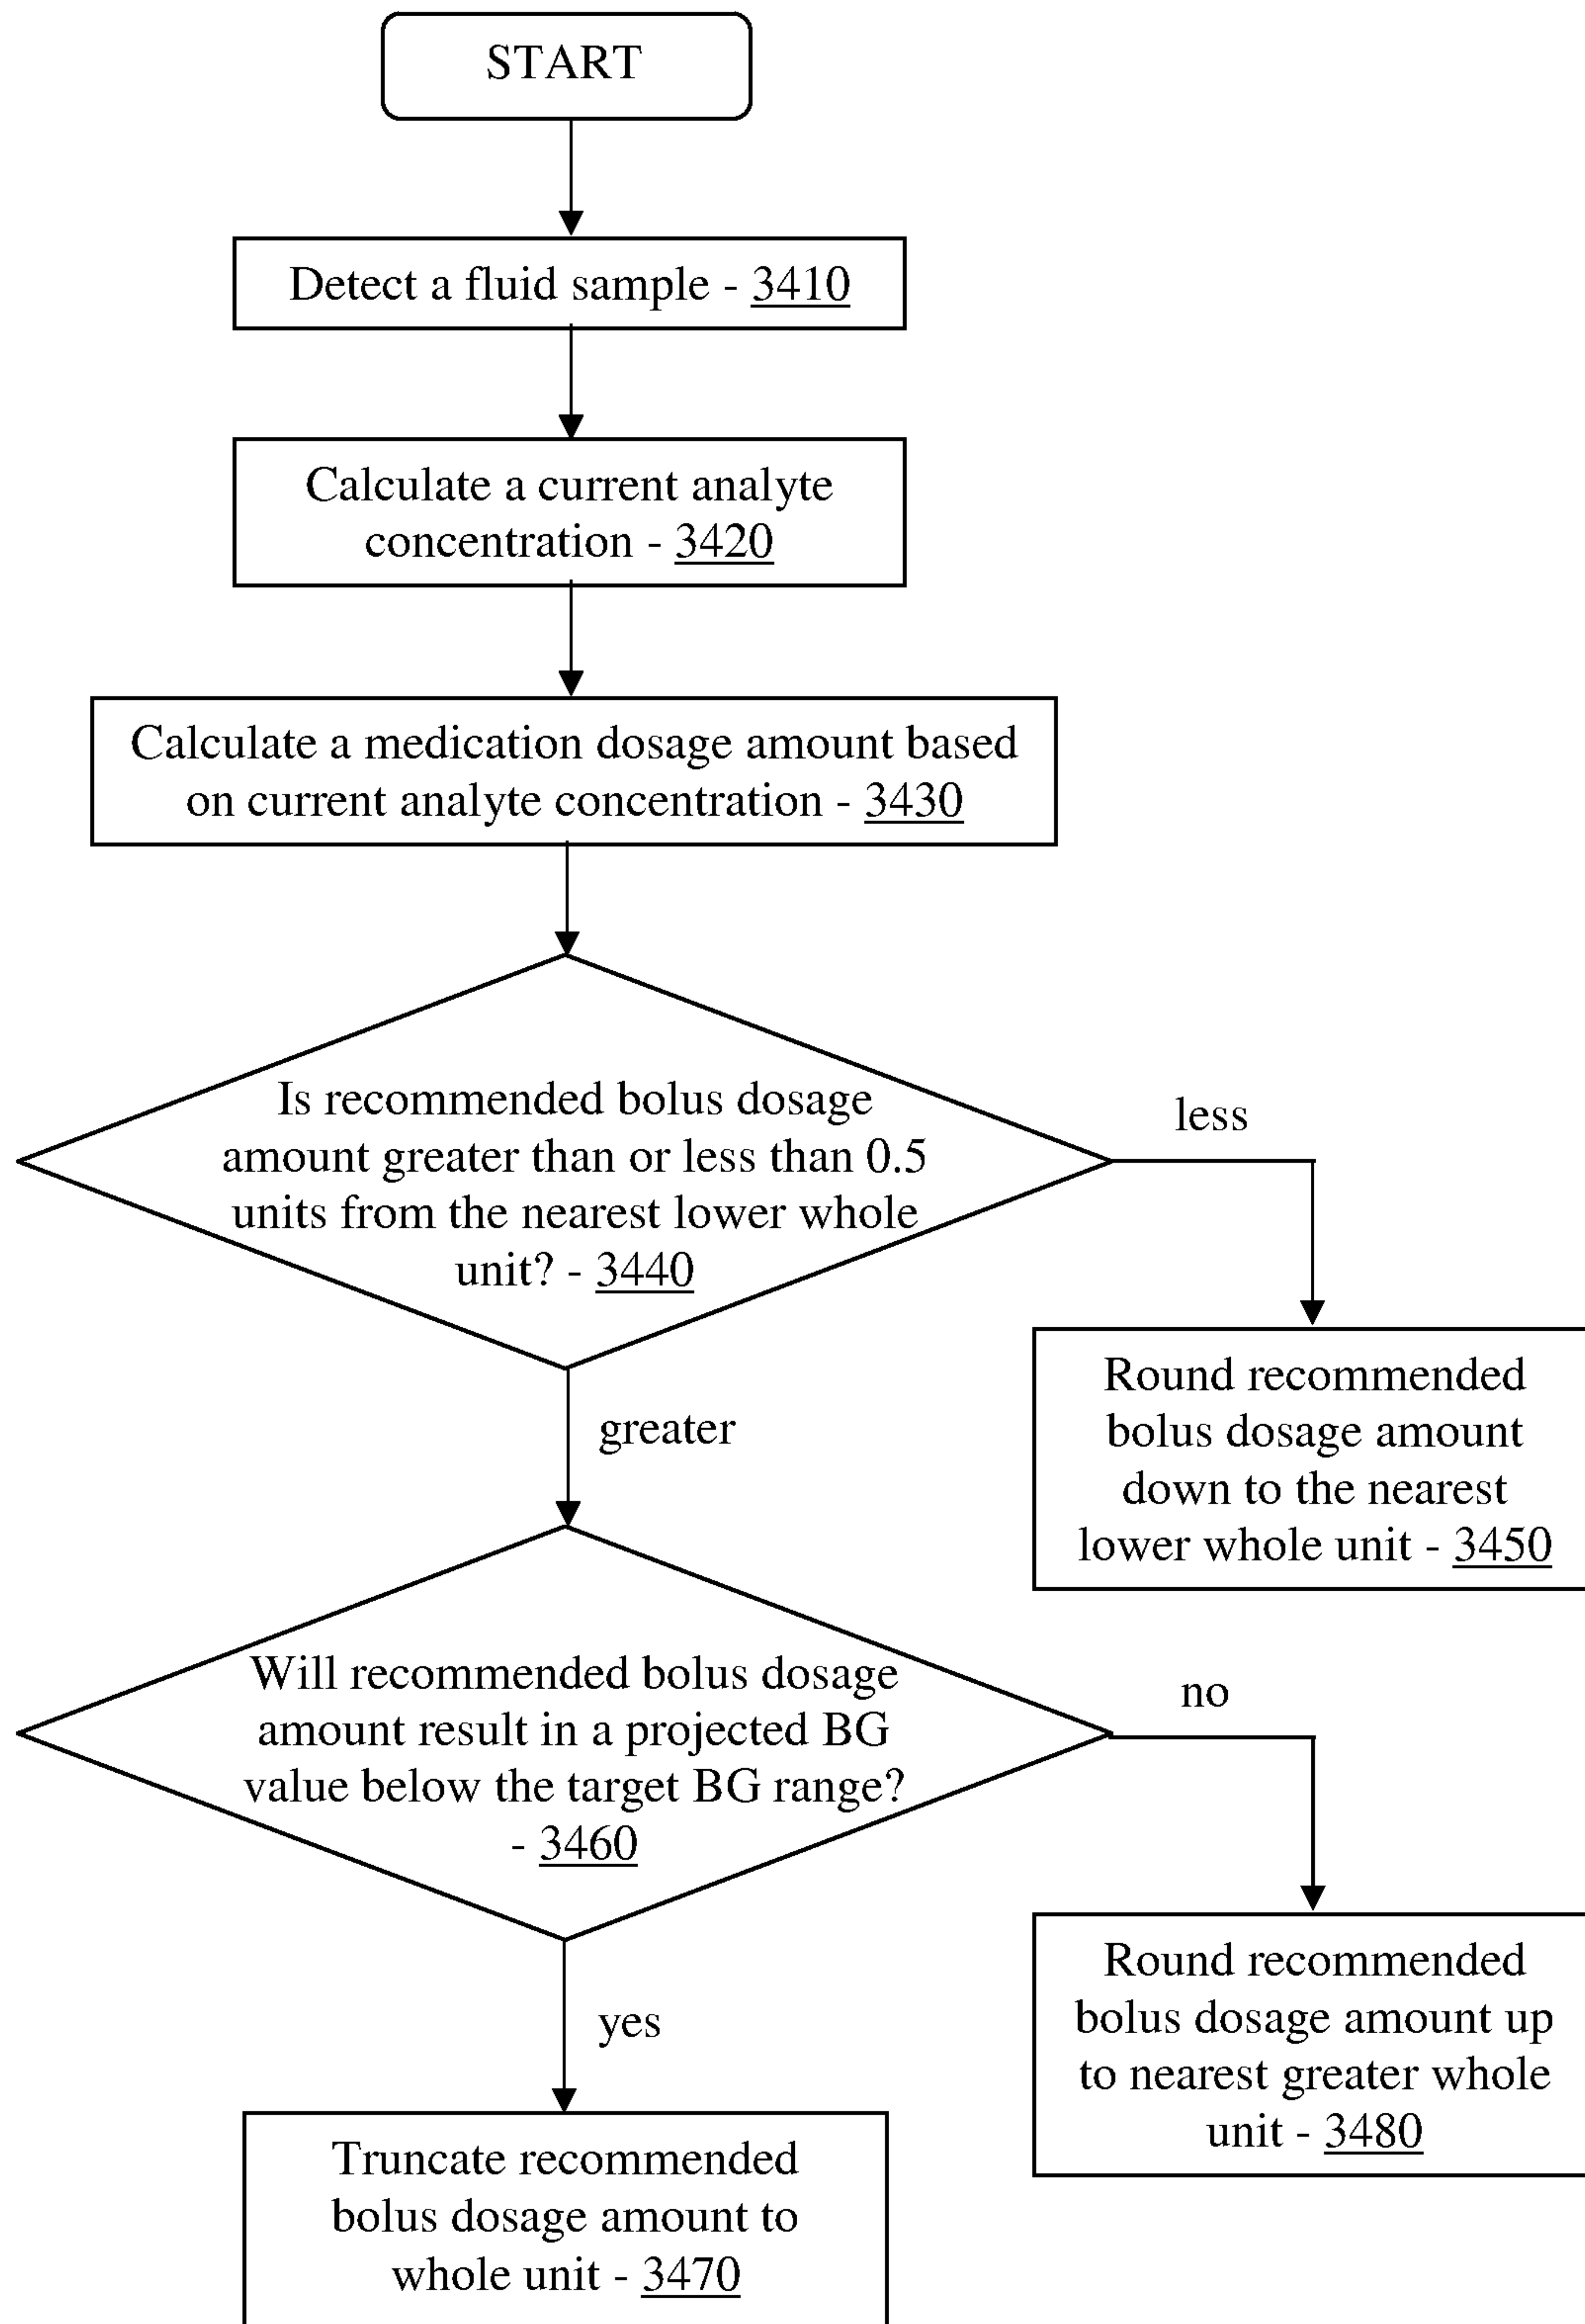 START
Detect a fluid sample - 3410
Calculate a current analyte
concentration - 3420
Calculate a medication dosage amount based
on current analyte concentration - 3430
Is recommended bolus dosage
amount greater than or less than 0.5
units from the nearest lower whole
unit? - 3440
less
Round recommended
bolus dosage amount
down to the nearest
lower whole unit - 3450
greater
Will recommended bolus dosage
amount result in a projected BG
value below the target BG range?
- 3460
no
Round recommended
bolus dosage amount up
to nearest greater whole
unit - 3480
yes
Truncate recommended
bolus dosage amount to
whole unit - 3470